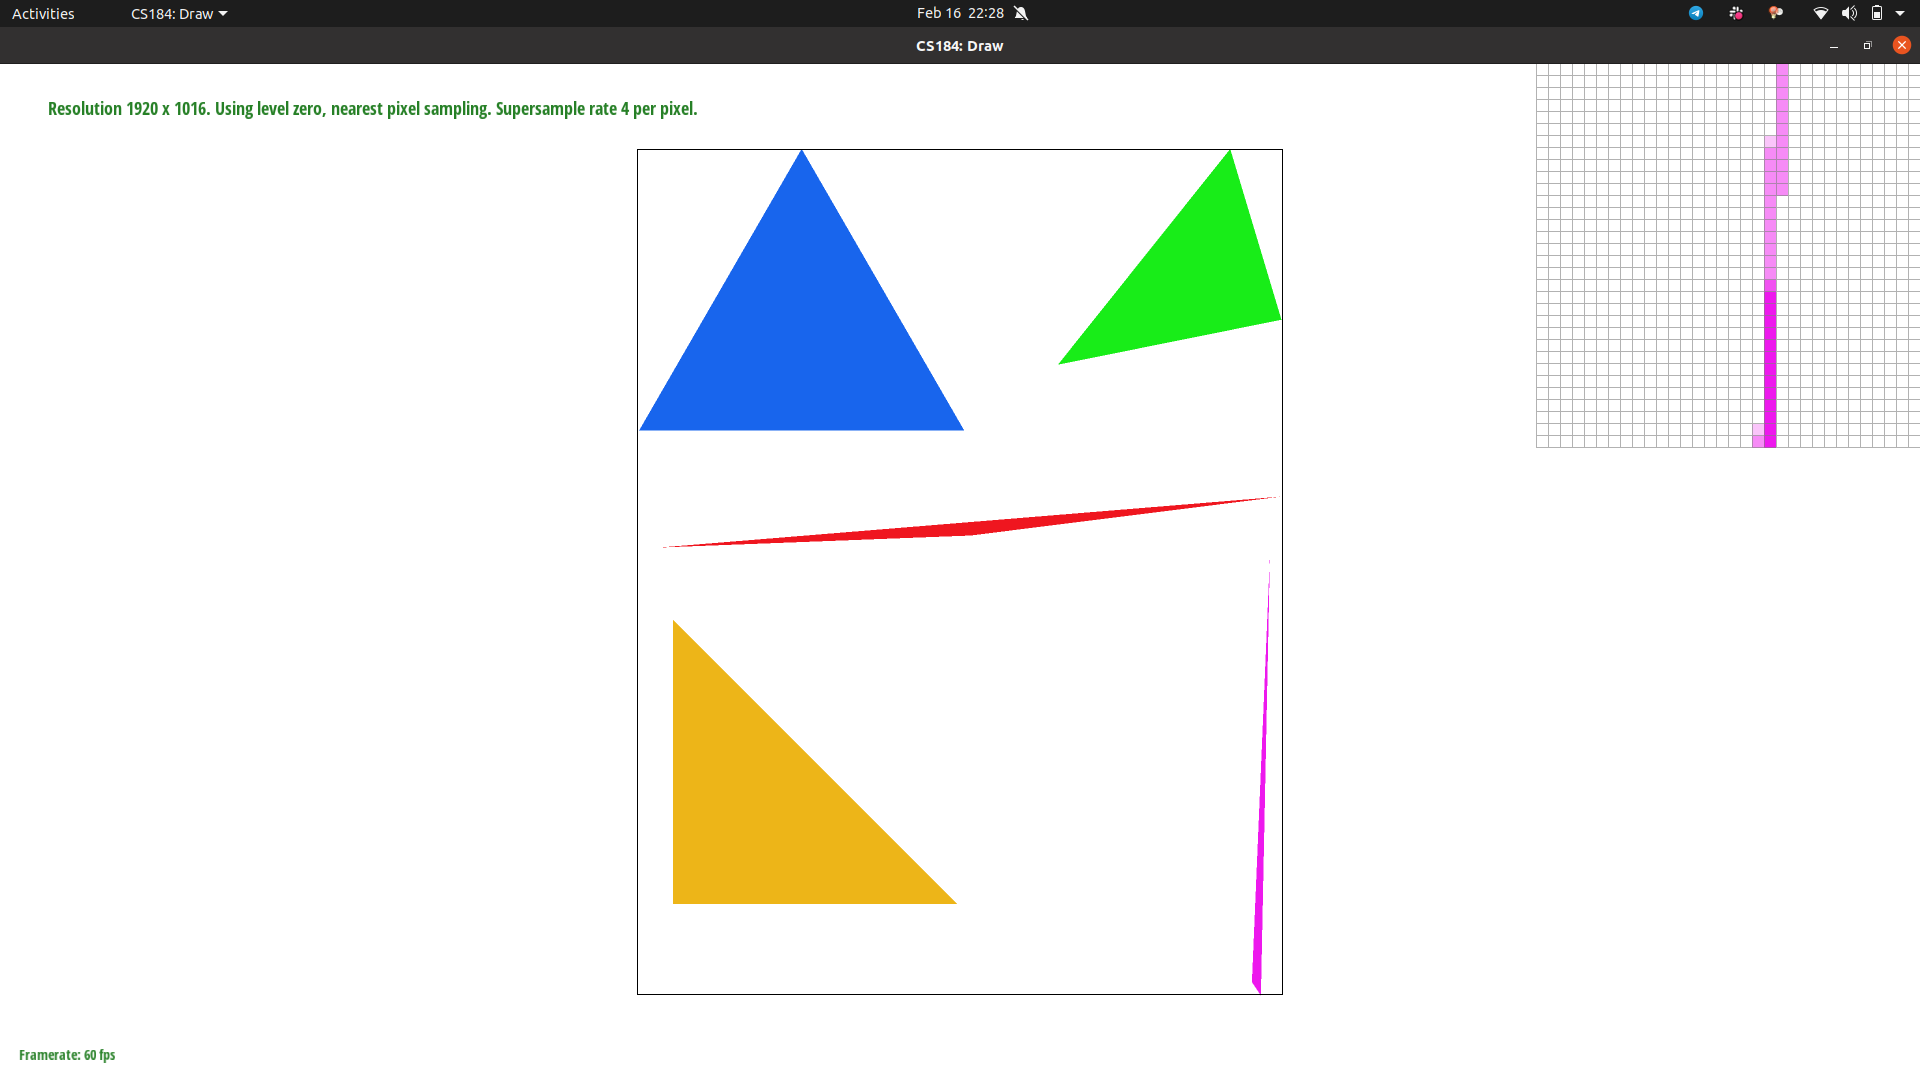 Activities
CS184: Draw
Feb 16 22:28
CS184: Draw
Resolution 1920 x 1016. Using level zero, nearest pixel sampling. Supersample rate 4 per pixel.
Framerate: 60 fps